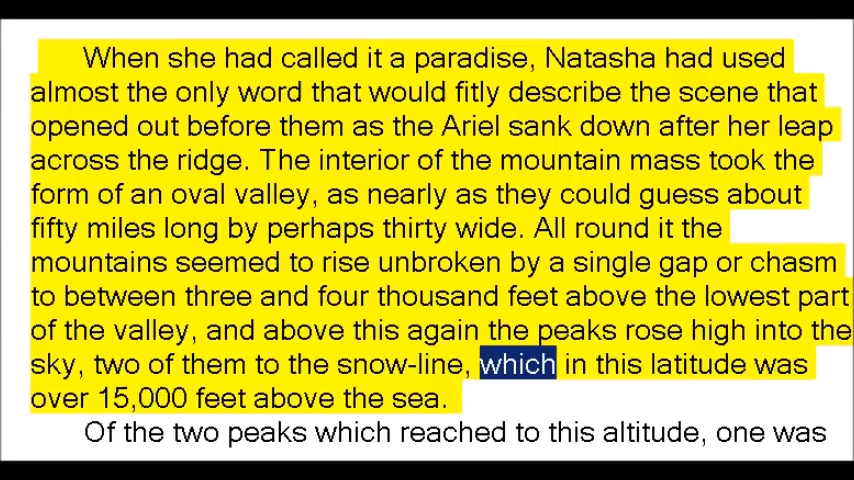 When she had called it a paradise, Natasha had used
almost the only word that would fitly describe the scene that
opened out before them as the Ariel sank down after her leap
across the ridge. The interior of the mountain mass took the
form of an oval valley, as nearly as they could guess about
fifty miles long by perhaps thirty wide. All round it the
mountains seemed to rise unbroken by a single gap or chasm
to between three and four thousand feet above the lowest part
of the valley, and above this again the peaks rose high into the
sky, two of them to the snow-line, which in this latitude was
over 15,000 feet above the sea.
Of the two peaks which reached to this altitude, one was